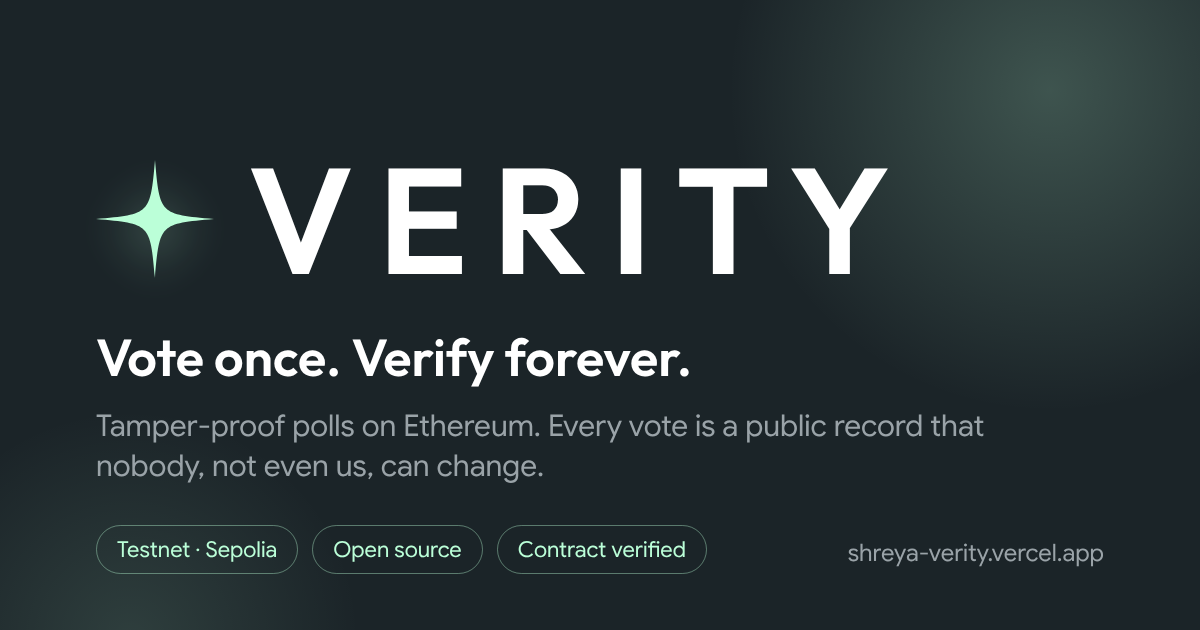 VERITY
Vote once. Verify forever.
Tamper-proof polls on Ethereum. Every vote is a public record that
nobody, not even us, can change.
Testnet · Sepolia
Open source
Contract verified
shreya-verity.vercel.app